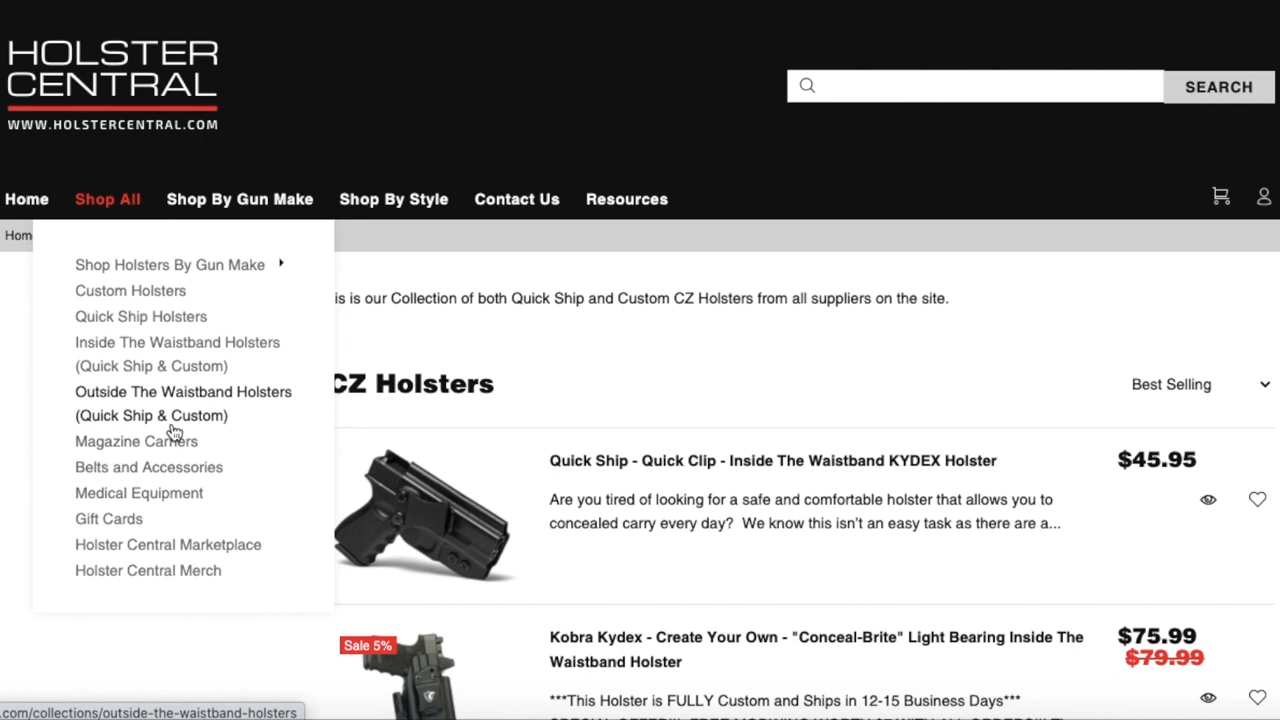 HOLSTER
CENTRAL
WWW.HOLSTERCENTRAL.COM
SEARCH
Home Shop All Shop By Gun Make Shop By Style Contact Us Resources
Hom
Shop Holsters By Gun Make
Custom Holsters
Quick Ship Holsters
Inside The Waistband Holsters
(Quick Ship & Custom)
Outside The Waistband Holsters
(Quick Ship & Custom)
Magazine Carriers
Belts and Accessories
Medical Equipment
Gift Cards
Holster Central Marketplace
Holster Central Merch
is is our Collection of both Quick Ship and Custom CZ Holsters from all suppliers on the site.
CZ Holsters
Best Selling
Quick Ship - Quick Clip - Inside The Waistband KYDEX Holster
$45.95
Are you tired of looking for a safe and comfortable holster that allows you to
concealed carry every day? We know this isn't an easy task as there are a...
Sale 5%
Kobra Kydex - Create Your Own - "Conceal-Brite" Light Bearing Inside The
Waistband Holster
$75.99
$79.99
***This Holster is FULLY Custom and Ships in 12-15 Business Days***
.com/collections/outside-the-waistband-holsters